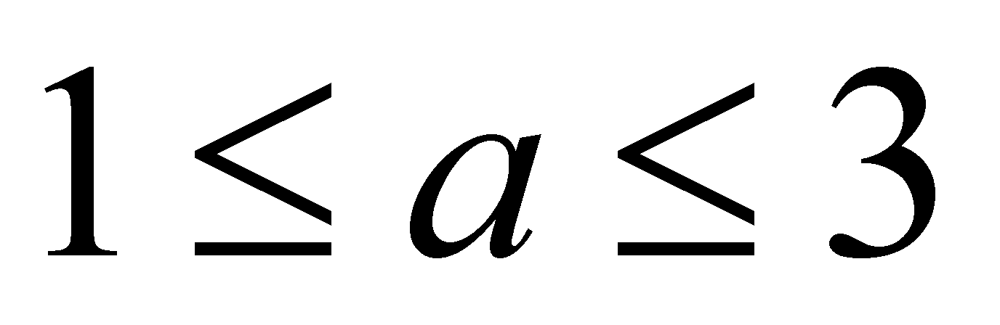 1 ≤ a ≤ 3